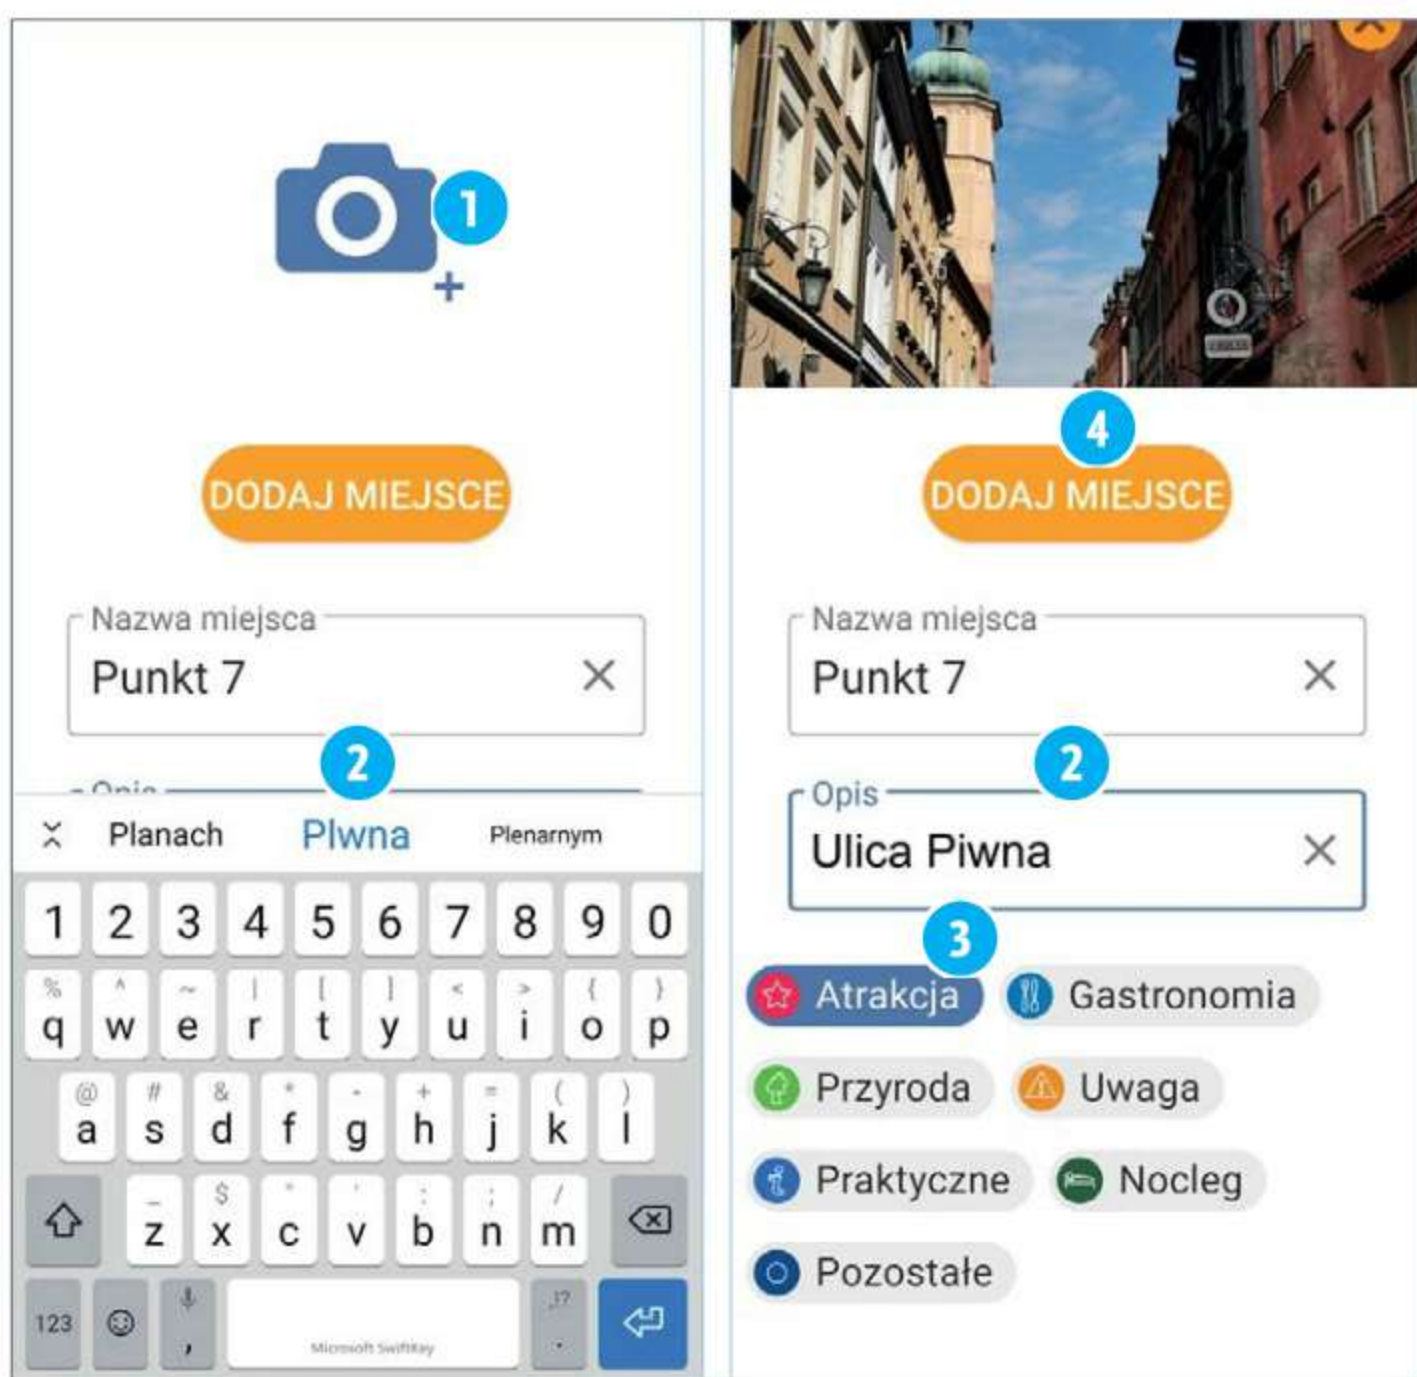 1
DODAJ MIEJSCE
Nazwa miejsca
Punkt 7
2
Opis
Planach Plwna Plenarnym
1 2 3 4 5 6 7 8 9 0
% ^ ~ | [ ] < > { }
q w e r t y u i o p
@ # & * - + = ( )
a s d f g h j k l
_ $ " ' : ; /
z x c v b n m
123 , Microsoft SwiftKey ,!? .
4
DODAJ MIEJSCE
Nazwa miejsca
Punkt 7
2
Opis
Ulica Piwna
3
Atrakcja Gastronomia
Przyroda Uwaga
Praktyczne Nocleg
Pozostałe